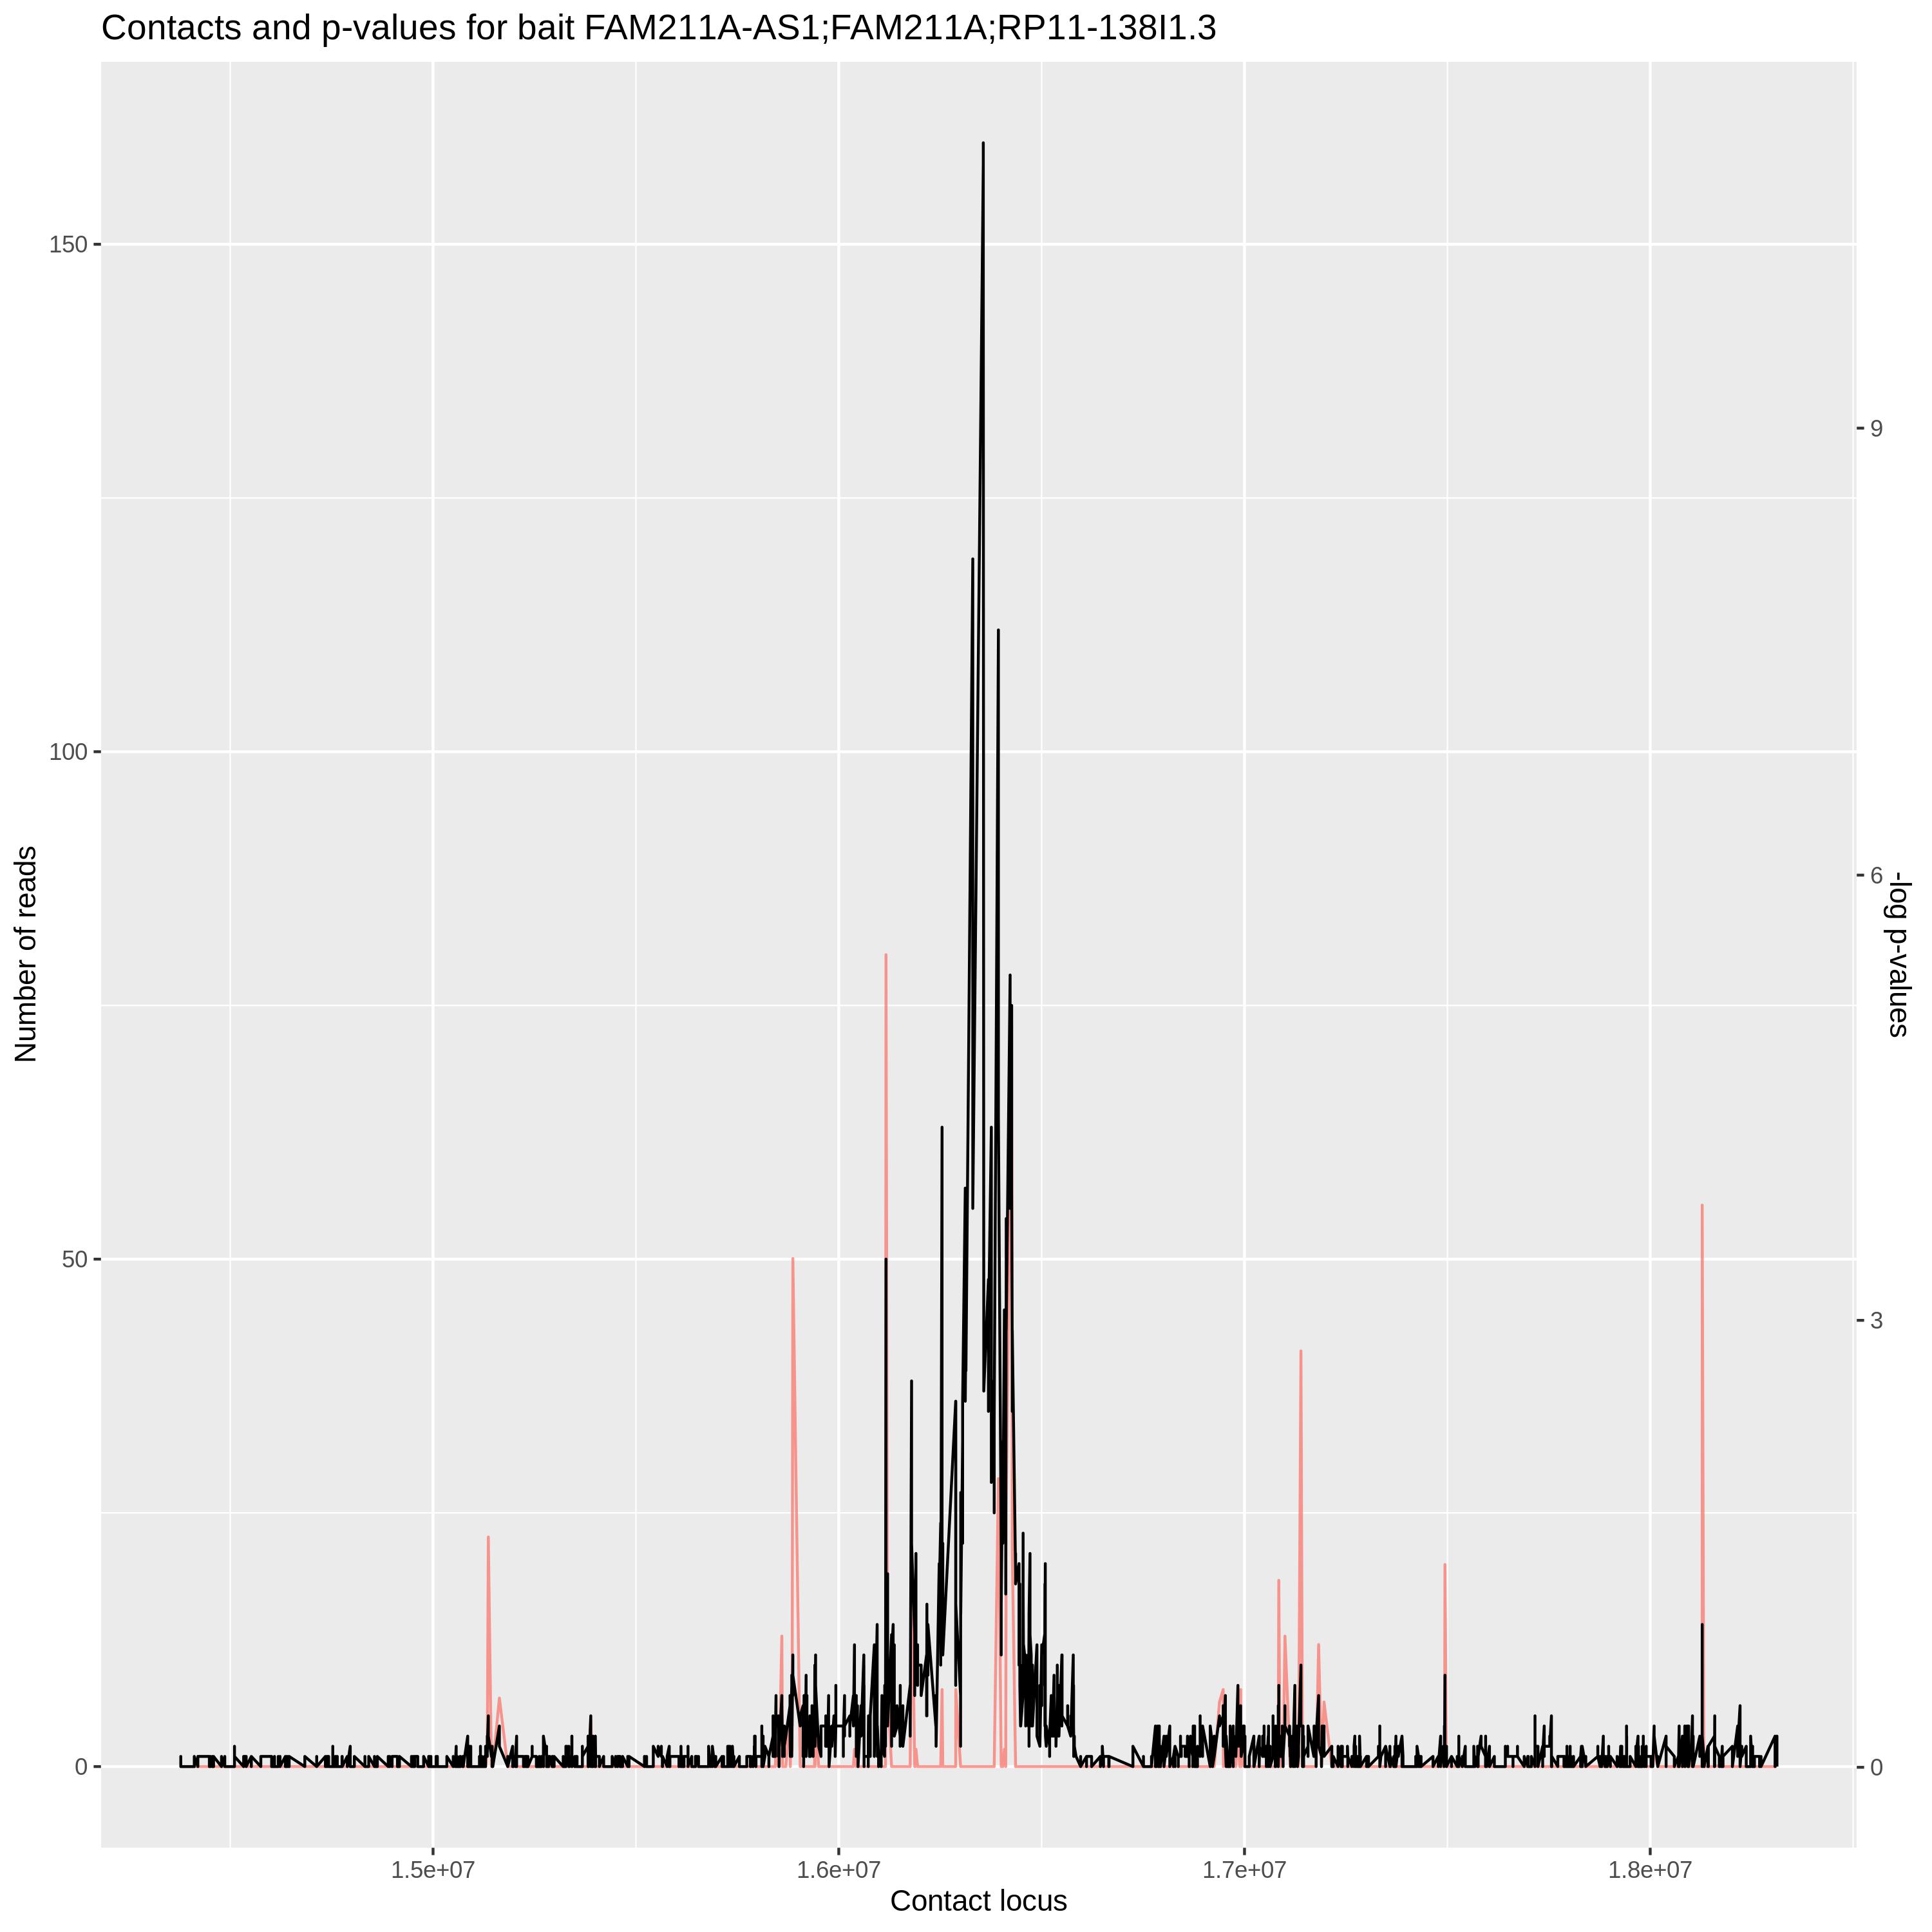 Contacts and p-values for bait FAM211A-AS1;FAM211A;RP11-138I1.3
150
100
50
0
Number of reads
9
6
3
0
-log p-values
1.5e+07
1.6e+07
1.7e+07
1.8e+07
Contact locus